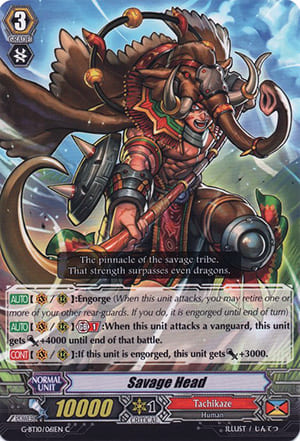 3
GRADE
The pinnacle of the savage tribe.
That strength surpasses even dragons.
AUTO [ / ]:Engorge (When this unit attacks, you may retire one or
more of your other rear-guards. If you do, it is engorged until end of turn)
AUTO [ / ] 1 :When this unit attacks a vanguard, this unit
gets +4000 until end of that battle.
CONT [ / ]:If this unit is engorged, this unit gets +3000.
NORMAL
UNIT
Savage Head
POWER
10000
1
CRITICAL
Tachikaze
Human
G-BT10/061EN C
ILLUST /